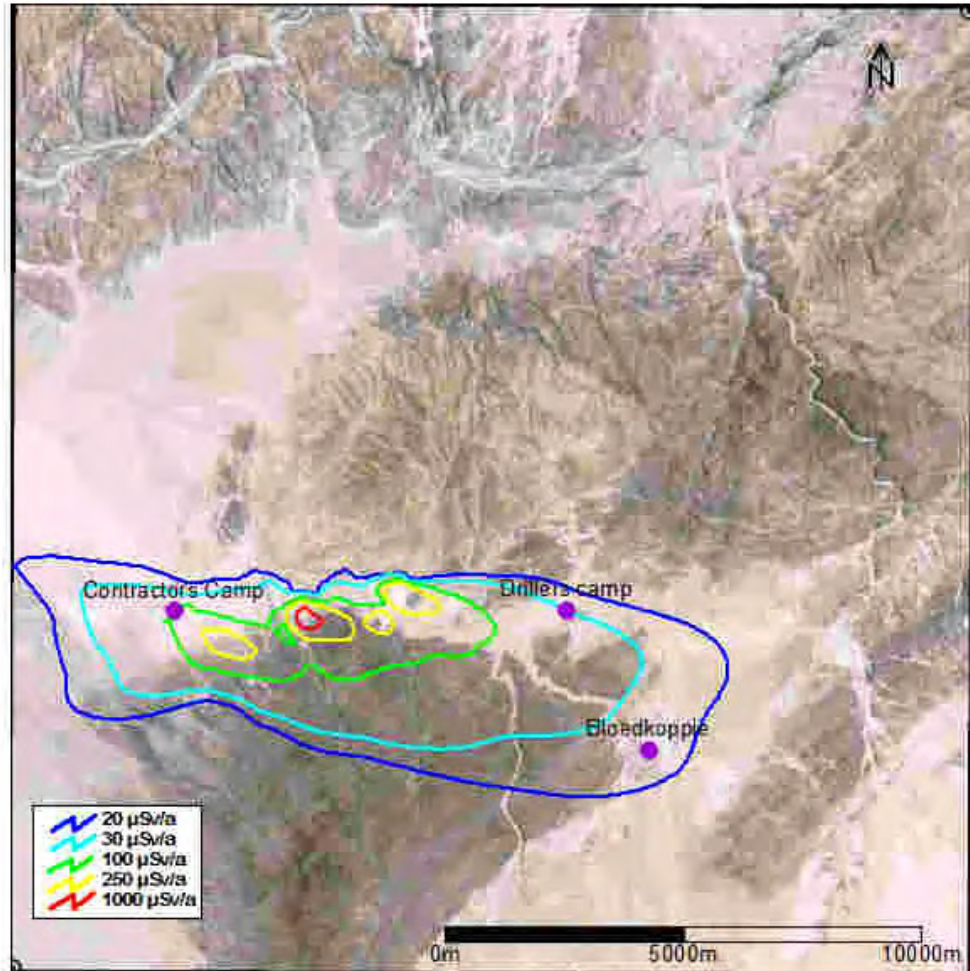 N
Contractors Camp
Drillers camp
Bloedkoppie
20 µSv/a
30 µSv/a
100 µSv/a
250 µSv/a
1000 µSv/a
0m 5000m 10000m